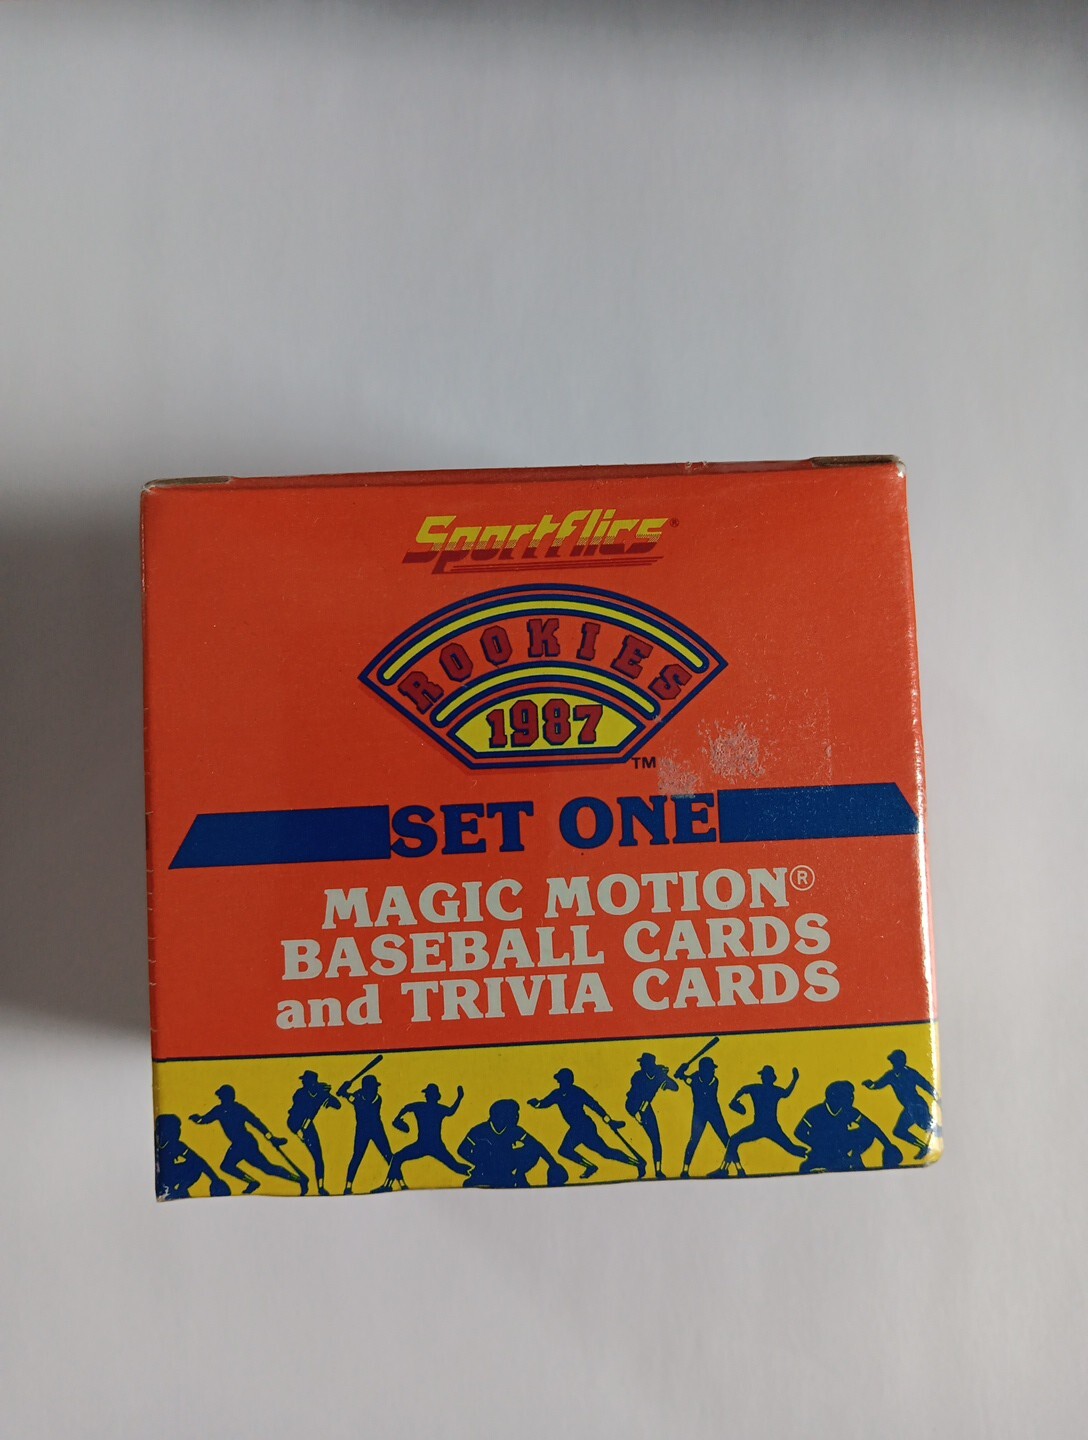 Sportflics®
ROOKIES
1987
TM
SET ONE
MAGIC MOTION®
BASEBALL CARDS
and TRIVIA CARDS